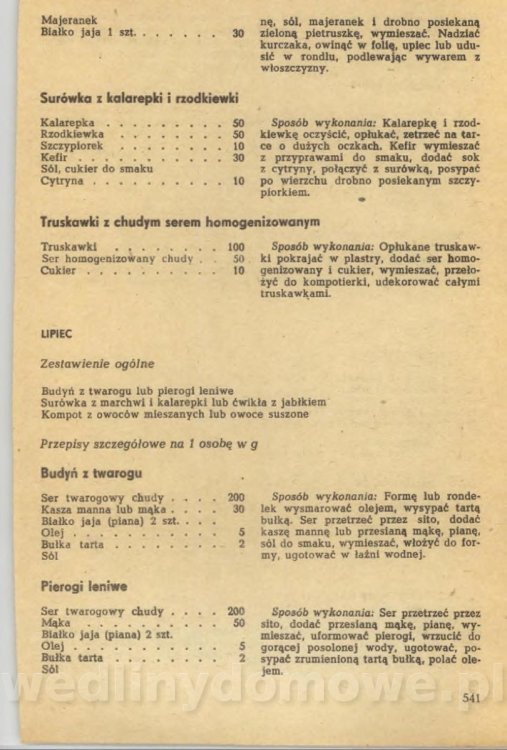 Majeranek
Białko jaja 1 szt. . . . . . . 30
nę, sól, majeranek i drobno posiekaną
zieloną pietruszkę, wymieszać. Nadziać
kurczaka, owinąć w folię, upiec lub udu-
sić w rondlu, podlewając wywarem z
włoszczyzny.
Surówka z kalarepki i rzodkiewki
Kalarepka . . . . . . . . . 50
Rzodkiewka . . . . . . . . 50
Szczypiorek . . . . . . . . 10
Kefir . . . . . . . . . . . 30
Sól, cukier do smaku
Cytryna . . . . . . . . . . 10
Sposób wykonania: Kalarepkę i rzod-
kiewkę oczyścić, opłukać, zetrzeć na tar-
ce o dużych oczkach. Kefir wymieszać
z przyprawami do smaku, dodać sok
z cytryny, połączyć z surówką, posypać
po wierzchu drobno posiekanym szczy-
piorkiem.
Truskawki z chudym serem homogenizowanym
Truskawki . . . . . . . . 100
Ser homogenizowany chudy . . 50
Cukier . . . . . . . . . . 10
Sposób wykonania: Opłukane truskaw-
ki pokrajać w plastry, dodać ser homo-
genizowany i cukier, wymieszać, przeło-
żyć do kompotierki, udekorować całymi
truskawkami.
LIPIEC
Zestawienie ogólne
Budyń z twarogu lub pierogi leniwe
Surówka z marchwi i kalarepki lub ćwikła z jabłkiem
Kompot z owoców mieszanych lub owoce suszone
Przepisy szczegółowe na 1 osobę w g
Budyń z twarogu
Ser twarogowy chudy . . . . 200
Kasza manna lub mąka . . . . 30
Białko jaja (piana) 2 szt. . . .
Olej . . . . . . . . . . . 5
Bułka tarta . . . . . . . . 2
Sól
Sposób wykonania: Formę lub ronde-
lek wysmarować olejem, wysypać tartą
bułką. Ser przetrzeć przez sito, dodać
kaszę mannę lub przesianą mąkę, pianę,
sól do smaku, wymieszać, włożyć do for-
my, ugotować w łaźni wodnej.
Pierogi leniwe
Ser twarogowy chudy . . . . 200
Mąka . . . . . . . . . . . 50
Białko jaja (piana) 2 szt.
Olej . . . . . . . . . . . 5
Bułka tarta . . . . . . . . 2
Sól
Sposób wykonania: Ser przetrzeć przez
sito, dodać przesianą mąkę, pianę, wy-
mieszać, uformować pierogi, wrzucić do
gorącej posolonej wody, ugotować, po-
sypać zrumienioną tartą bułką, polać ole-
jem.
wedlinydomowe.pl
541